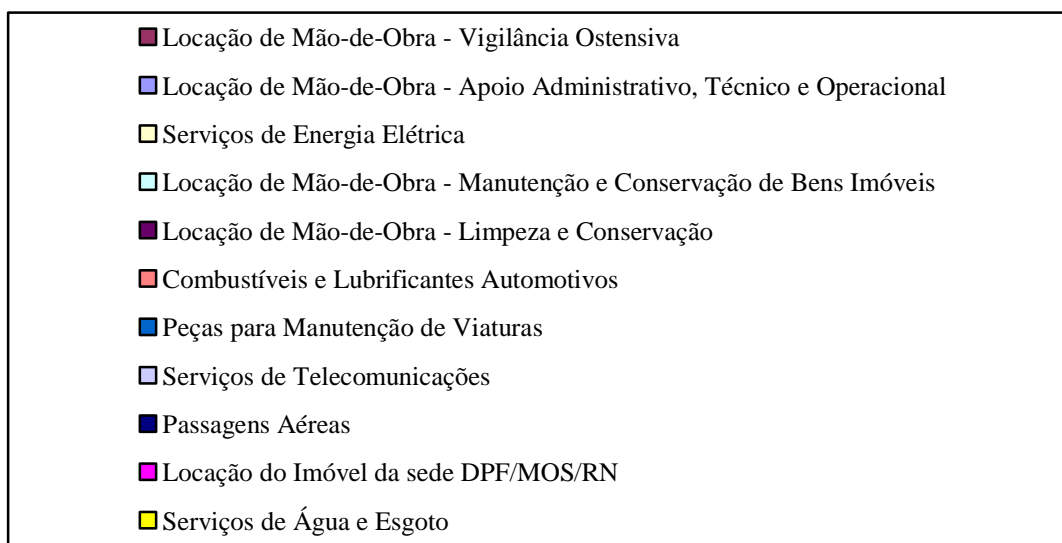 Locação de Mão-de-Obra - Vigilância Ostensiva
Locação de Mão-de-Obra - Apoio Administrativo, Técnico e Operacional
Serviços de Energia Elétrica
Locação de Mão-de-Obra - Manutenção e Conservação de Bens Imóveis
Locação de Mão-de-Obra - Limpeza e Conservação
Combustíveis e Lubrificantes Automotivos
Peças para Manutenção de Viaturas
Serviços de Telecomunicações
Passagens Aéreas
Locação do Imóvel da sede DPF/MOS/RN
Serviços de Água e Esgoto